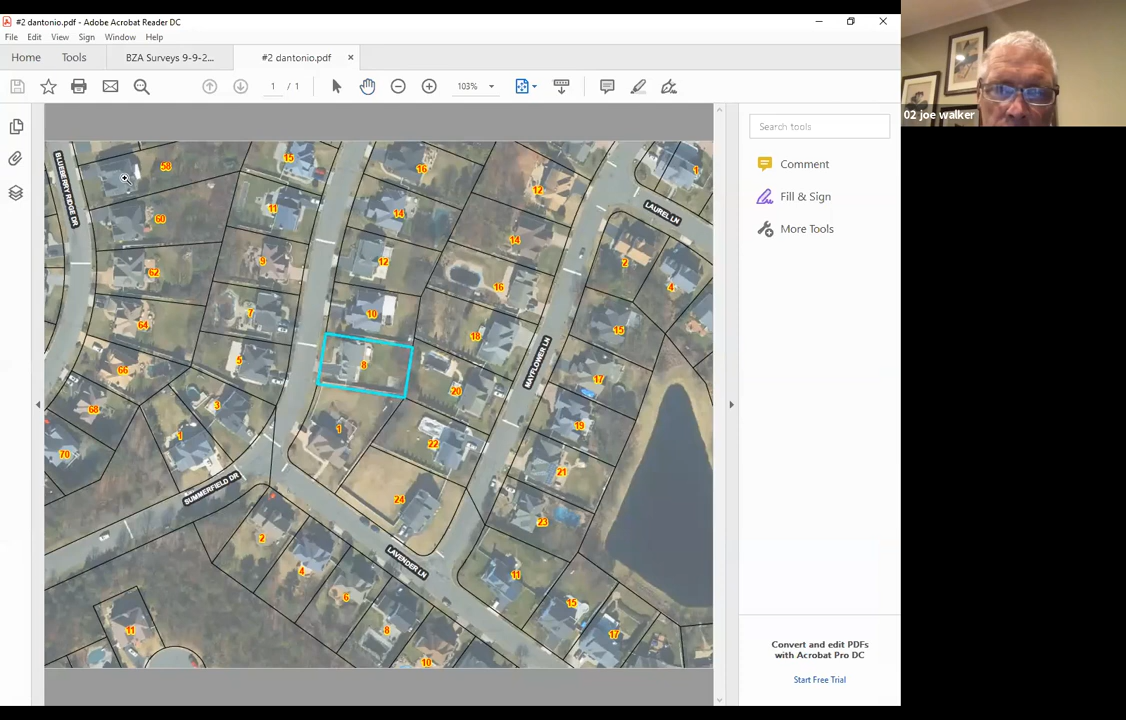 #2 dantonio.pdf - Adobe Acrobat Reader DC
File Edit View Sign Window Help
Home Tools BZA Surveys 9-9-2... #2 dantonio.pdf ×
1 / 1 103%
02 joe walker
Search tools
Comment
Fill & Sign
More Tools
Convert and edit PDFs
with Acrobat Pro DC
Start Free Trial
BLUEBERRY RIDGE DR
58
15
16
12
1
60
11
14
LAUREL LN
62
9
12
14
2
64
7
10
16
4
66
5
8
18
15
68
3
20
MAYFLOWER LN
17
70
1
1
22
19
SUMMERFIELD DR
24
21
2
23
4
LAVENDER LN
11
6
15
11
8
17
10